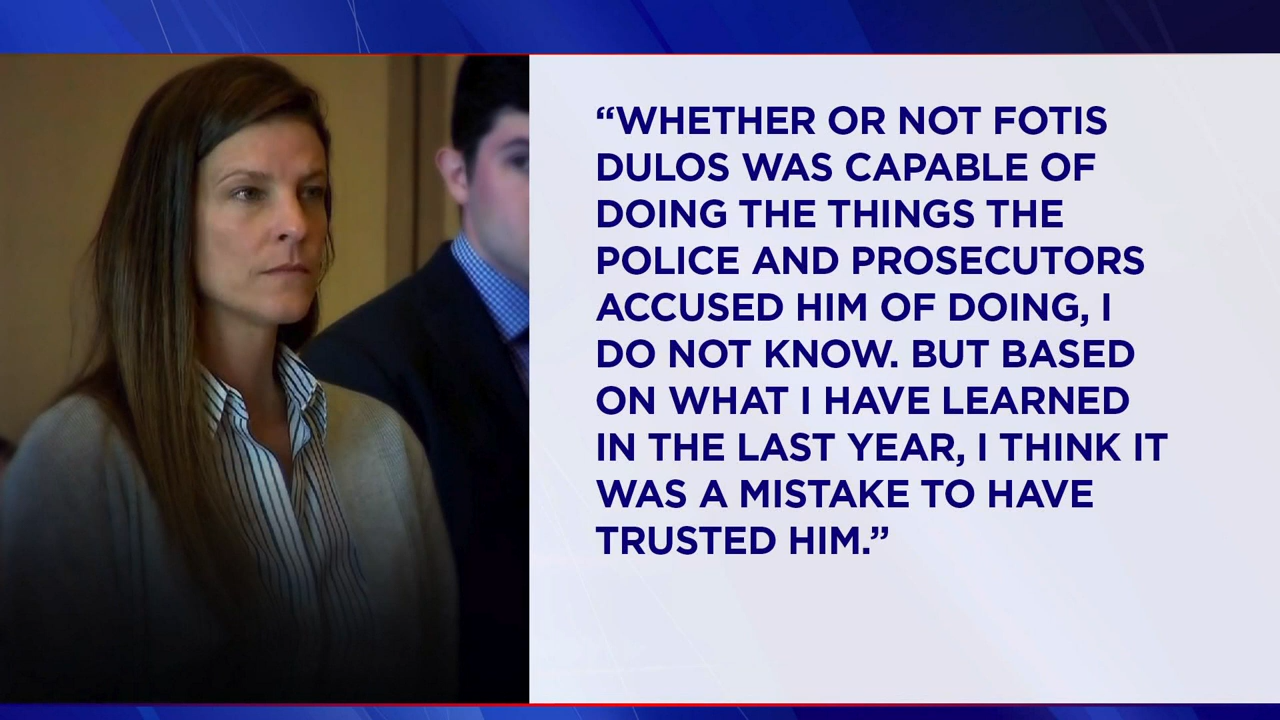 “WHETHER OR NOT FOTIS
DULOS WAS CAPABLE OF
DOING THE THINGS THE
POLICE AND PROSECUTORS
ACCUSED HIM OF DOING, I
DO NOT KNOW. BUT BASED
ON WHAT I HAVE LEARNED
IN THE LAST YEAR, I THINK IT
WAS A MISTAKE TO HAVE
TRUSTED HIM.”